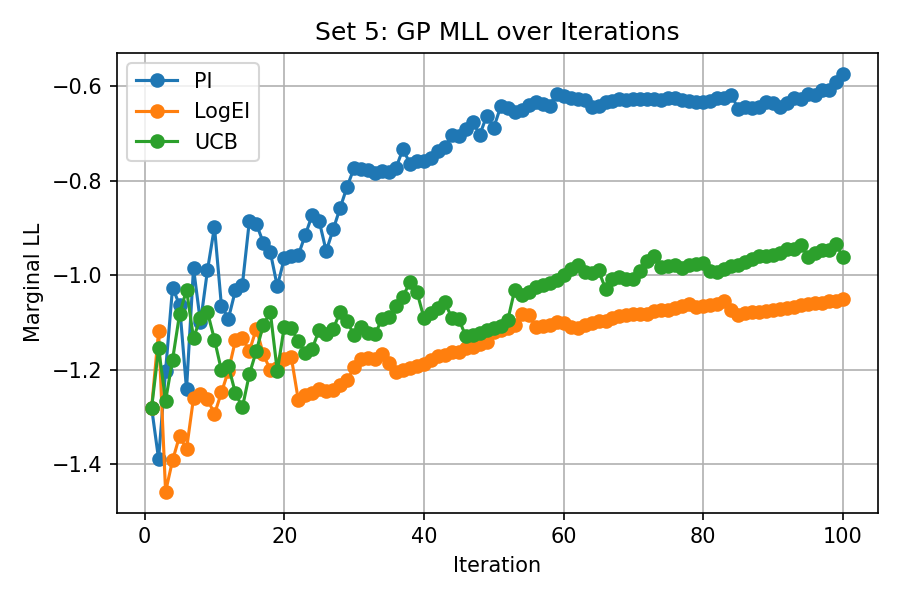 Set 5: GP MLL over Iterations
PI
LogEI
UCB
Marginal LL
−0.6
−0.8
−1.0
−1.2
−1.4
0 20 40 60 80 100
Iteration